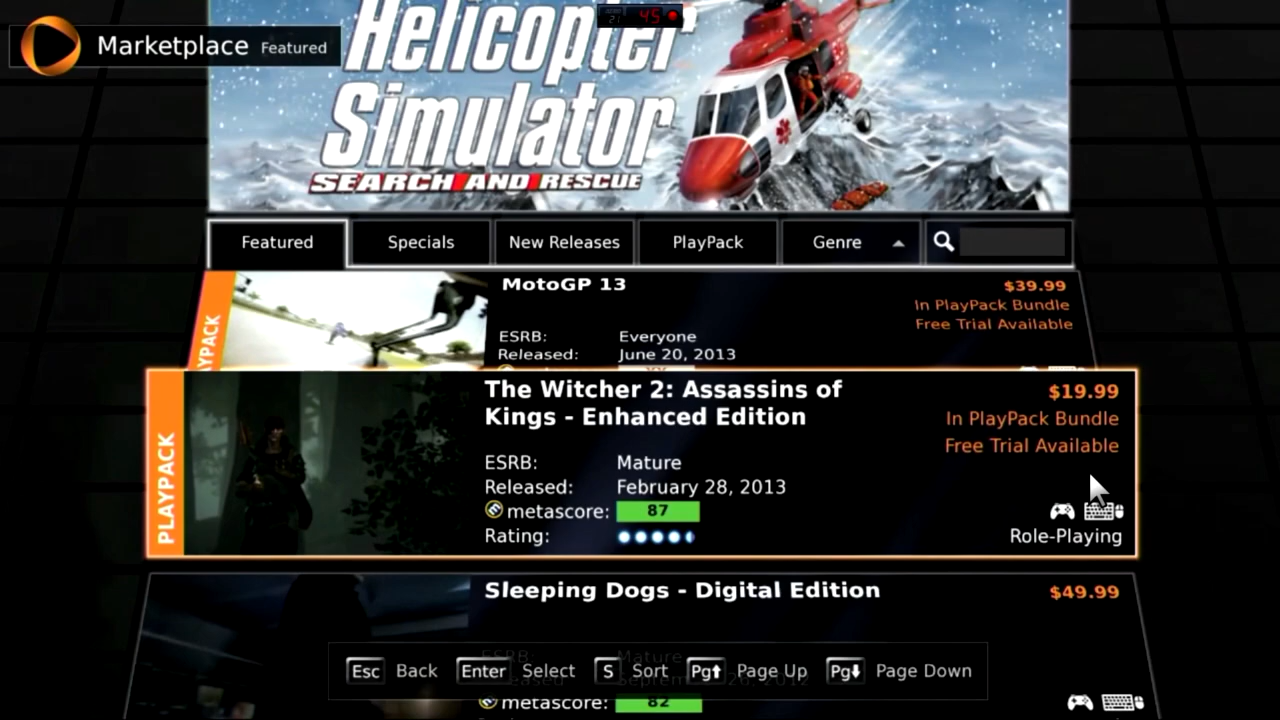 Helicopter
21
45
Marketplace Featured
Simulator
SEARCH AND RESCUE
Featured
Specials
New Releases
PlayPack
Genre
MotoGP 13
$39.99
In PlayPack Bundle
Free Trial Available
ESRB: Everyone
Released: June 20, 2013
PLAYPACK
The Witcher 2: Assassins of
Kings - Enhanced Edition
$19.99
In PlayPack Bundle
Free Trial Available
ESRB: Mature
Released: February 28, 2013
metascore: 87
Rating:
Role-Playing
Sleeping Dogs - Digital Edition
$49.99
ESRB: Mature
Esc Back Enter Select S Sort Pg Page Up Pg Page Down
metascore: 82